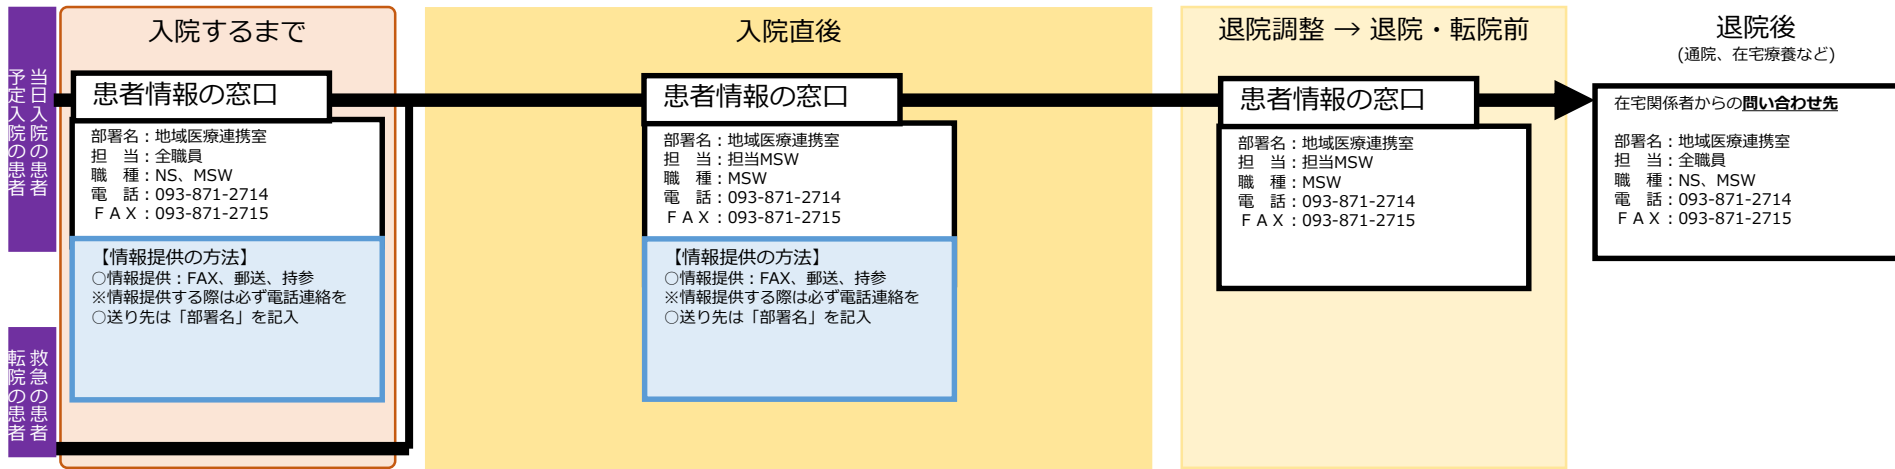 当日入院の患者
予定入院の患者
救急の患者
転院の患者
入院するまで
患者情報の窓口
部署名：地域医療連携室
担　当：全職員
職　種：NS、MSW
電　話：093-871-2714
ＦＡＸ：093-871-2715
【情報提供の方法】
○情報提供：FAX、郵送、持参
※情報提供する際は必ず電話連絡を
○送り先は「部署名」を記入
入院直後
患者情報の窓口
部署名：地域医療連携室
担　当：担当MSW
職　種：MSW
電　話：093-871-2714
ＦＡＸ：093-871-2715
【情報提供の方法】
○情報提供：FAX、郵送、持参
※情報提供する際は必ず電話連絡を
○送り先は「部署名」を記入
退院調整 → 退院・転院前
患者情報の窓口
部署名：地域医療連携室
担　当：担当MSW
職　種：MSW
電　話：093-871-2714
ＦＡＸ：093-871-2715
退院後
(通院、在宅療養など)
在宅関係者からの問い合わせ先
部署名：地域医療連携室
担　当：全職員
職　種：NS、MSW
電　話：093-871-2714
ＦＡＸ：093-871-2715